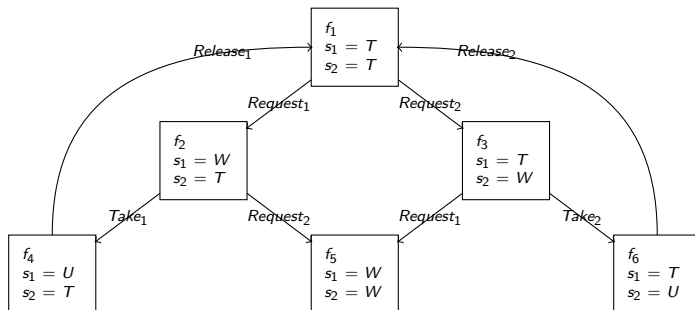 f₁
s₁ = T
s₂ = T
Release₁
Release₂
Request₁
Request₂
f₂
s₁ = W
s₂ = T
f₃
s₁ = T
s₂ = W
Take₁
Request₂
Request₁
Take₂
f₄
s₁ = U
s₂ = T
f₅
s₁ = W
s₂ = W
f₆
s₁ = T
s₂ = U